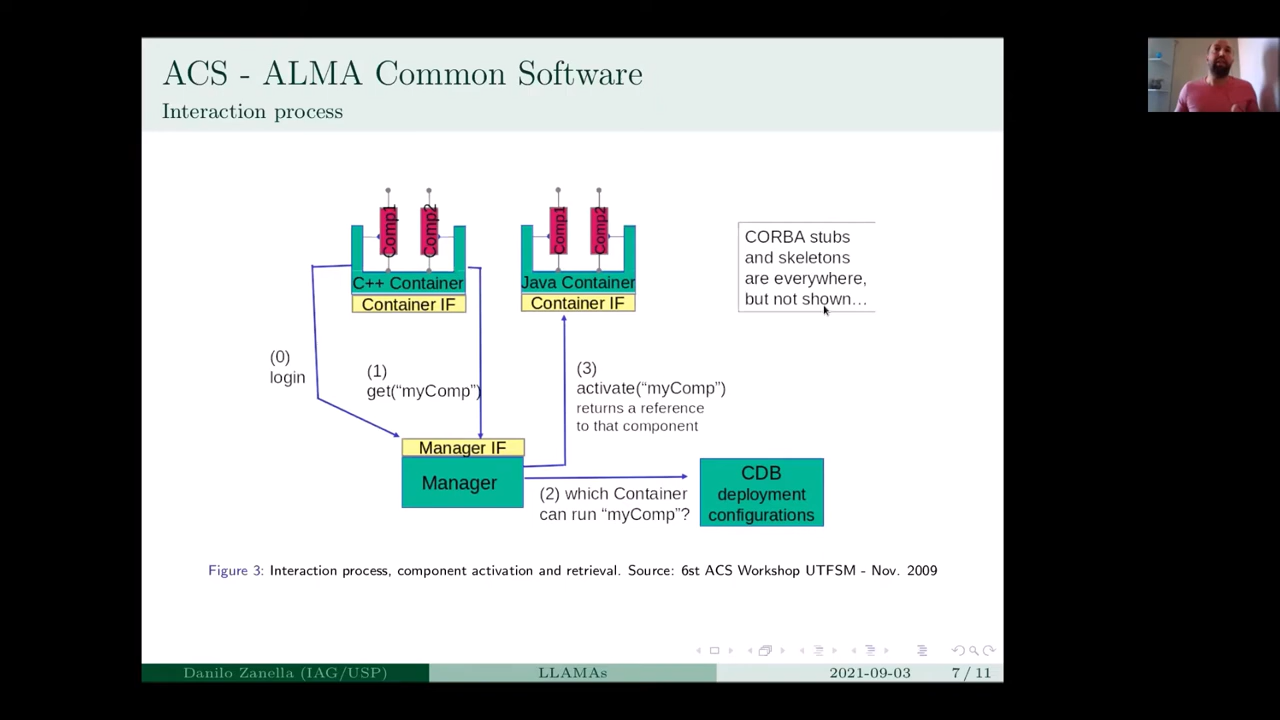 ACS - ALMA Common Software
Interaction process
Comp1
Comp2
Comp1
Comp2
C++ Container
Container IF
Java Container
Container IF
CORBA stubs
and skeletons
are everywhere,
but not shown…
(0)
login
(1)
get(“myComp”)
(3)
activate(“myComp”)
returns a reference
to that component
Manager IF
Manager
(2) which Container
can run “myComp”?
CDB
deployment
configurations
Figure 3: Interaction process, component activation and retrieval. Source: 6st ACS Workshop UTFSM - Nov. 2009
Danilo Zanella (IAG/USP)
LLAMAs
2021-09-03
7 / 11